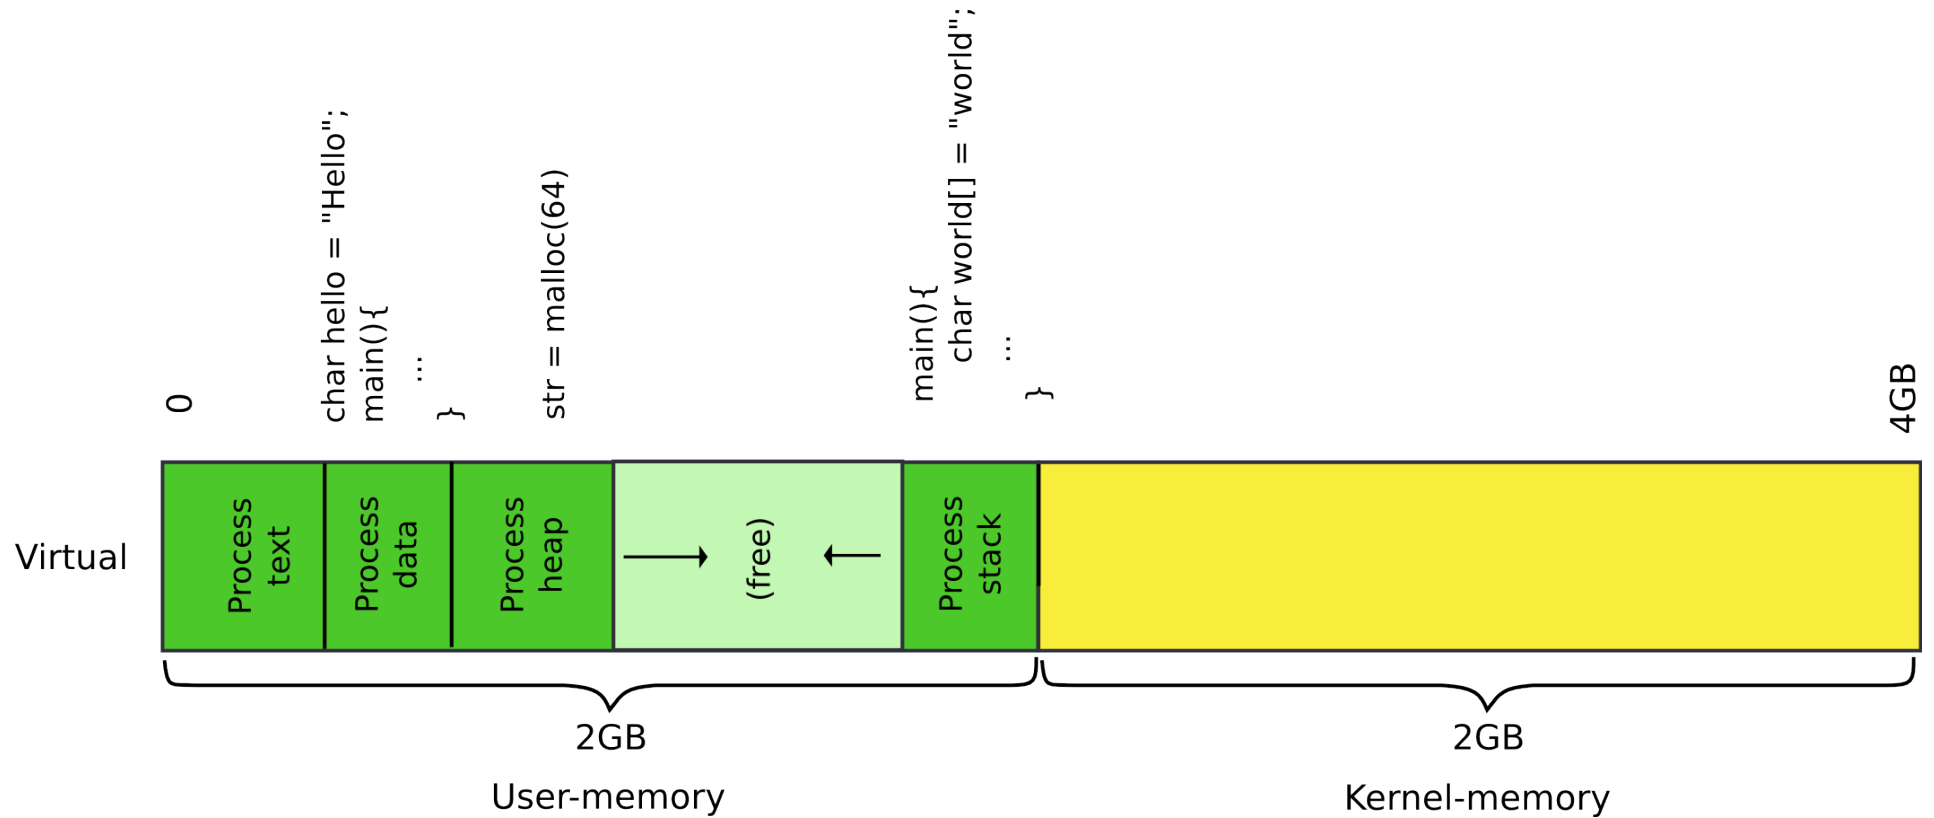 0
char hello = "Hello";
main(){
...
}
str = malloc(64)
main(){
char world[] = "world";
...
}
4GB
Virtual
Process
text
Process
data
Process
heap
(free)
Process
stack
2GB
2GB
User-memory
Kernel-memory